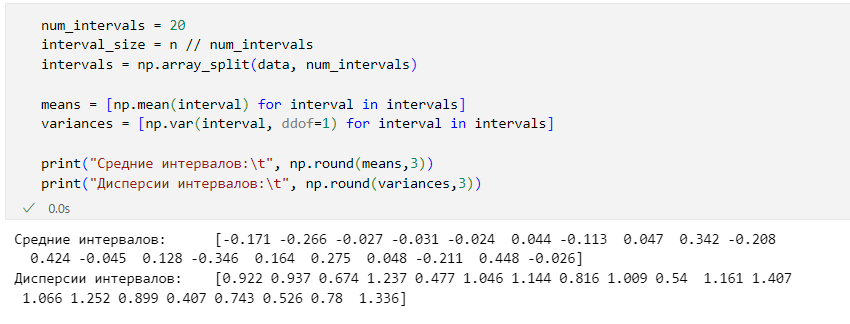 num_intervals = 20
interval_size = n // num_intervals
intervals = np.array_split(data, num_intervals)
means = [np.mean(interval) for interval in intervals]
variances = [np.var(interval, ddof=1) for interval in intervals]
print("Средние интервалов:\t", np.round(means,3))
print("Дисперсии интервалов:\t", np.round(variances,3))
0.0s
Средние интервалов:     [-0.171 -0.266 -0.027 -0.031 -0.024  0.044 -0.113  0.047  0.342 -0.208
  0.424 -0.045  0.128 -0.346  0.164  0.275  0.048 -0.211  0.448 -0.026]
Дисперсии интервалов:   [0.922 0.937 0.674 1.237 0.477 1.046 1.144 0.816 1.009 0.54  1.161 1.407
 1.066 1.252 0.899 0.407 0.743 0.526 0.78  1.336]